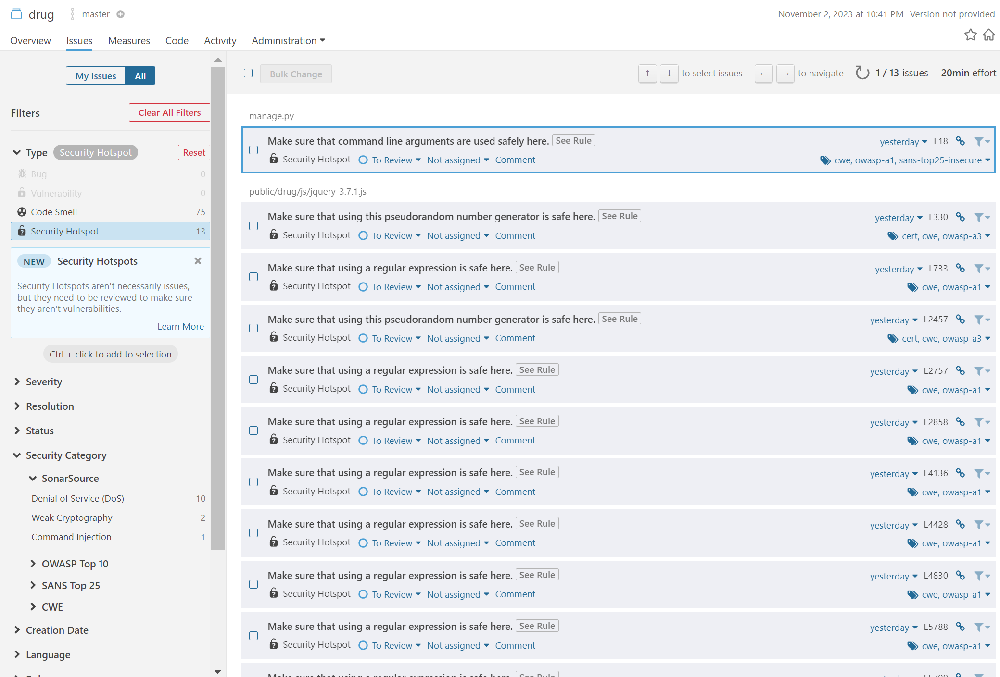 drug master
November 2, 2023 at 10:41 PM Version not provided
Overview Issues Measures Code Activity Administration
My Issues All
Filters Clear All Filters
Type Security Hotspot Reset
Bug 0
Vulnerability 0
Code Smell 75
Security Hotspot 13
NEW Security Hotspots
Security Hotspots aren't necessarily issues,
but they need to be reviewed to make sure
they aren't vulnerabilities.
Learn More
Ctrl + click to add to selection
Severity
Resolution
Status
Security Category
SonarSource
Denial of Service (DoS) 10
Weak Cryptography 2
Command Injection 1
OWASP Top 10
SANS Top 25
CWE
Creation Date
Language
Bulk Change ↑ ↓ to select issues ← → to navigate 1 / 13 issues 20min effort
manage.py
Make sure that command line arguments are used safely here. See Rule yesterday L18
Security Hotspot To Review Not assigned Comment cwe, owasp-a1, sans-top25-insecure
public/drug/js/jquery-3.7.1.js
Make sure that using this pseudorandom number generator is safe here. See Rule yesterday L330
Security Hotspot To Review Not assigned Comment cert, cwe, owasp-a3
Make sure that using a regular expression is safe here. See Rule yesterday L733
Security Hotspot To Review Not assigned Comment cwe, owasp-a1
Make sure that using this pseudorandom number generator is safe here. See Rule yesterday L2457
Security Hotspot To Review Not assigned Comment cert, cwe, owasp-a3
Make sure that using a regular expression is safe here. See Rule yesterday L2757
Security Hotspot To Review Not assigned Comment cwe, owasp-a1
Make sure that using a regular expression is safe here. See Rule yesterday L2858
Security Hotspot To Review Not assigned Comment cwe, owasp-a1
Make sure that using a regular expression is safe here. See Rule yesterday L4136
Security Hotspot To Review Not assigned Comment cwe, owasp-a1
Make sure that using a regular expression is safe here. See Rule yesterday L4428
Security Hotspot To Review Not assigned Comment cwe, owasp-a1
Make sure that using a regular expression is safe here. See Rule yesterday L4830
Security Hotspot To Review Not assigned Comment cwe, owasp-a1
Make sure that using a regular expression is safe here. See Rule yesterday L5788
Security Hotspot To Review Not assigned Comment cwe, owasp-a1
Make sure that using a regular expression is safe here. See Rule